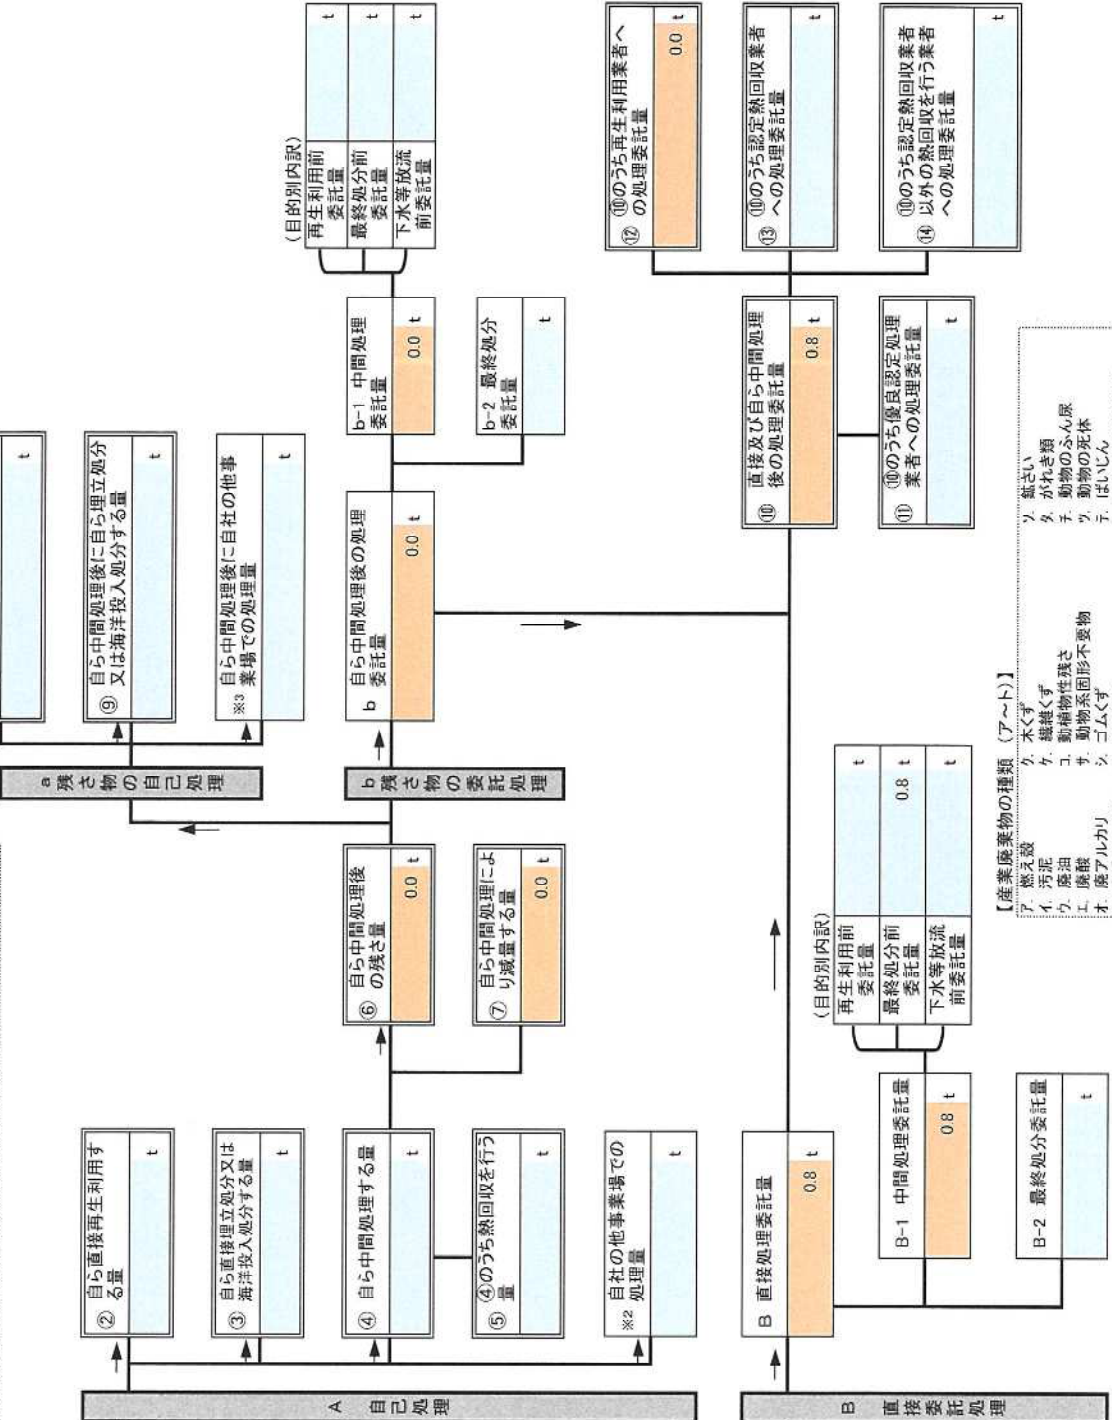 A
自己処理
② 自ら直接再生利用す
る量
t
③ 自ら直接埋立処分又は
海洋投入処分する量
t
④ 自ら中間処理する量
t
⑤ ④のうち熱回収を行う
量
t
※2 自社の他事業場での
処理量
t
⑥ 自ら中間処理後
の残さ量
0.0 t
⑦ 自ら中間処理によ
り減量する量
0.0 t
a
残さ物の自己処理
t
⑨ 自ら中間処理後に自ら埋立処分
又は海洋投入処分する量
t
※3 自ら中間処理後に自社の他事
業場での処理量
t
b
残さ物の委託処理
b 自ら中間処理後の処理
委託量
0.0 t
b-1 中間処理
委託量
0.0 t
b-2 最終処分
委託量
t
(目的別内訳)
再生利用前
委託量
t
最終処分前
委託量
t
下水等放流
前委託量
t
B
直接委託処理
B 直接処理委託量
0.8 t
B-1 中間処理委託量
0.8 t
B-2 最終処分委託量
t
(目的別内訳)
再生利用前
委託量
t
最終処分前
委託量
0.8 t
下水等放流
前委託量
t
⑩ 直接及び自ら中間処理
後の処理委託量
0.8 t
⑪ ⑩のうち優良認定処理
業者への処理委託量
t
⑫ ⑩のうち再生利用業者へ
の処理委託量
0.0 t
⑬ ⑩のうち認定熱回収業者
への処理委託量
t
⑭ ⑩のうち認定熱回収業者
以外の熱回収を行う業者
への処理委託量
t
【産業廃棄物の種類 (ア~ト)】
ア. 燃え殻 ク. 木くず ソ. 鉱さい
イ. 汚泥 ケ. 繊維くず タ. がれき類
ウ. 廃油 コ. 動植物性残さ チ. 動物のふん尿
エ. 廃酸 サ. 動物系固形不要物 ツ. 動物の死体
オ. 廃アルカリ シ. ゴムくず テ. ばいじん